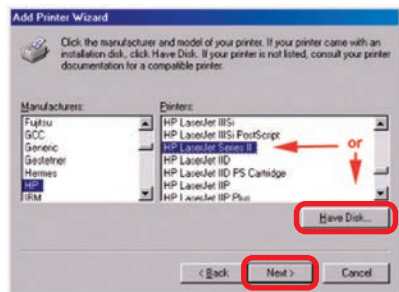 Add Printer Wizard
Click the manufacturer and model of your printer. If your printer came with an
installation disk, click Have Disk. If your printer is not listed, consult your printer
documentation for a compatible printer.
Manufacturers:
Fujitsu
GCC
Generic
Gestetner
Hermes
HP
IBM
Printers:
HP LaserJet IIISi
HP LaserJet IIISi PostScript
HP LaserJet Series II
HP LaserJet IID
HP LaserJet IID PS Cartridge
HP LaserJet IIP
HP LaserJet IIP Plus
or
Have Disk...
< Back
Next >
Cancel